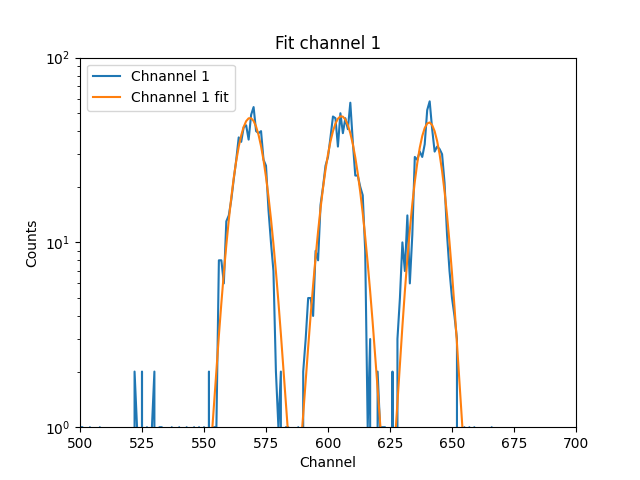 Fit channel 1
10²
Chnannel 1
Chnannel 1 fit
Counts
10¹
10⁰
500 525 550 575 600 625 650 675 700
Channel